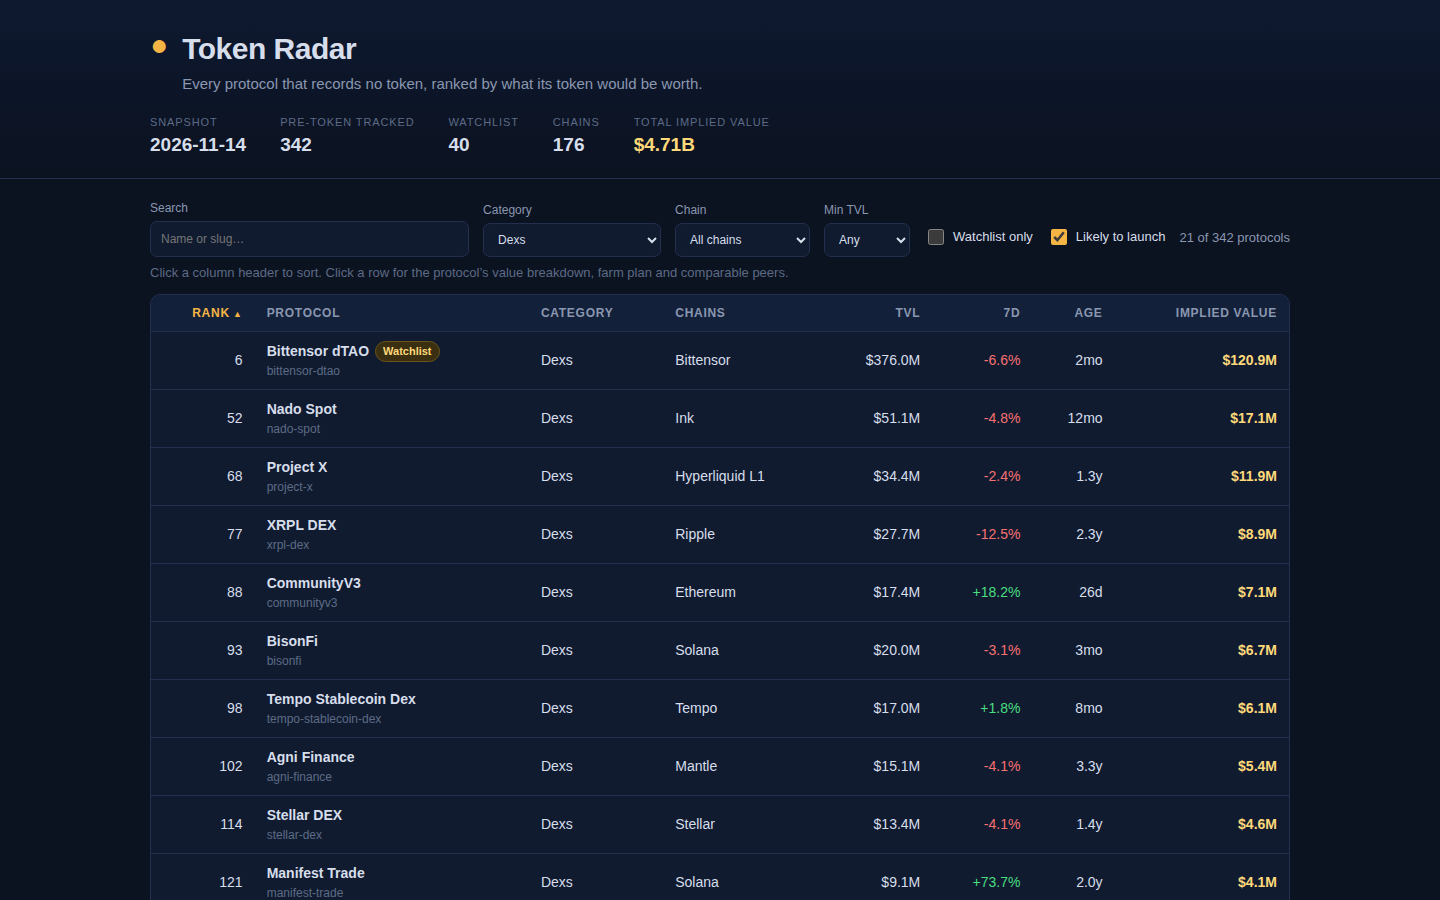 Token Radar
Every protocol that records no token, ranked by what its token would be worth.
SNAPSHOT PRE-TOKEN TRACKED WATCHLIST CHAINS TOTAL IMPLIED VALUE
2026-11-14 342 40 176 $4.71B
Search Category Chain Min TVL
Name or slug… Dexs All chains Any Watchlist only Likely to launch 21 of 342 protocols
Click a column header to sort. Click a row for the protocol's value breakdown, farm plan and comparable peers.
RANK ▲ PROTOCOL CATEGORY CHAINS TVL 7D AGE IMPLIED VALUE
6 Bittensor dTAO Watchlist Dexs Bittensor $376.0M -6.6% 2mo $120.9M
bittensor-dtao
52 Nado Spot Dexs Ink $51.1M -4.8% 12mo $17.1M
nado-spot
68 Project X Dexs Hyperliquid L1 $34.4M -2.4% 1.3y $11.9M
project-x
77 XRPL DEX Dexs Ripple $27.7M -12.5% 2.3y $8.9M
xrpl-dex
88 CommunityV3 Dexs Ethereum $17.4M +18.2% 26d $7.1M
communityv3
93 BisonFi Dexs Solana $20.0M -3.1% 3mo $6.7M
bisonfi
98 Tempo Stablecoin Dex Dexs Tempo $17.0M +1.8% 8mo $6.1M
tempo-stablecoin-dex
102 Agni Finance Dexs Mantle $15.1M -4.1% 3.3y $5.4M
agni-finance
114 Stellar DEX Dexs Stellar $13.4M -4.1% 1.4y $4.6M
stellar-dex
121 Manifest Trade Dexs Solana $9.1M +73.7% 2.0y $4.1M
manifest-trade